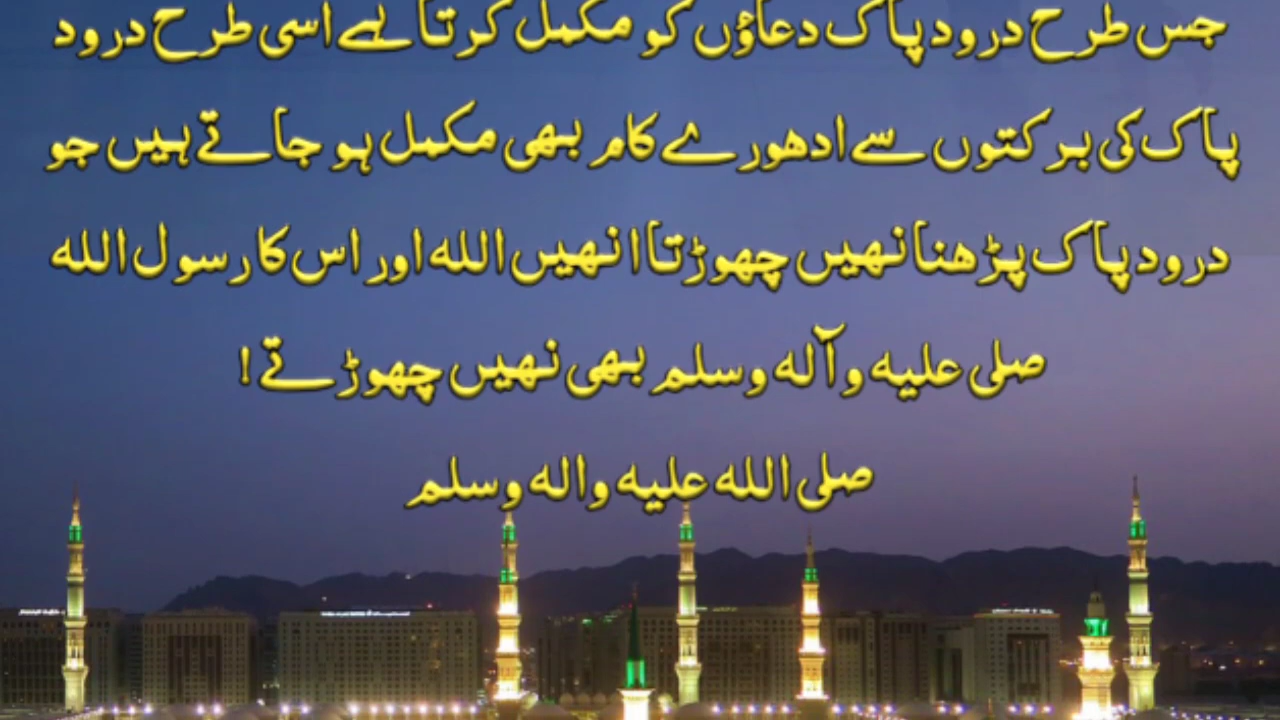 جس طرح درود پاک دعاؤں کو مکمل کرتا ہے اسی طرح درود
پاک کی برکتوں سے ادھورے کام بھی مکمل ہو جاتے ہیں جو
درود پاک پڑھنا نہیں چھوڑتا انہیں اللہ اور اس کا رسول اللہ
صلی علیہ وآلہ وسلم بھی نہیں چھوڑتے!
صلی اللہ علیہ والہ وسلم